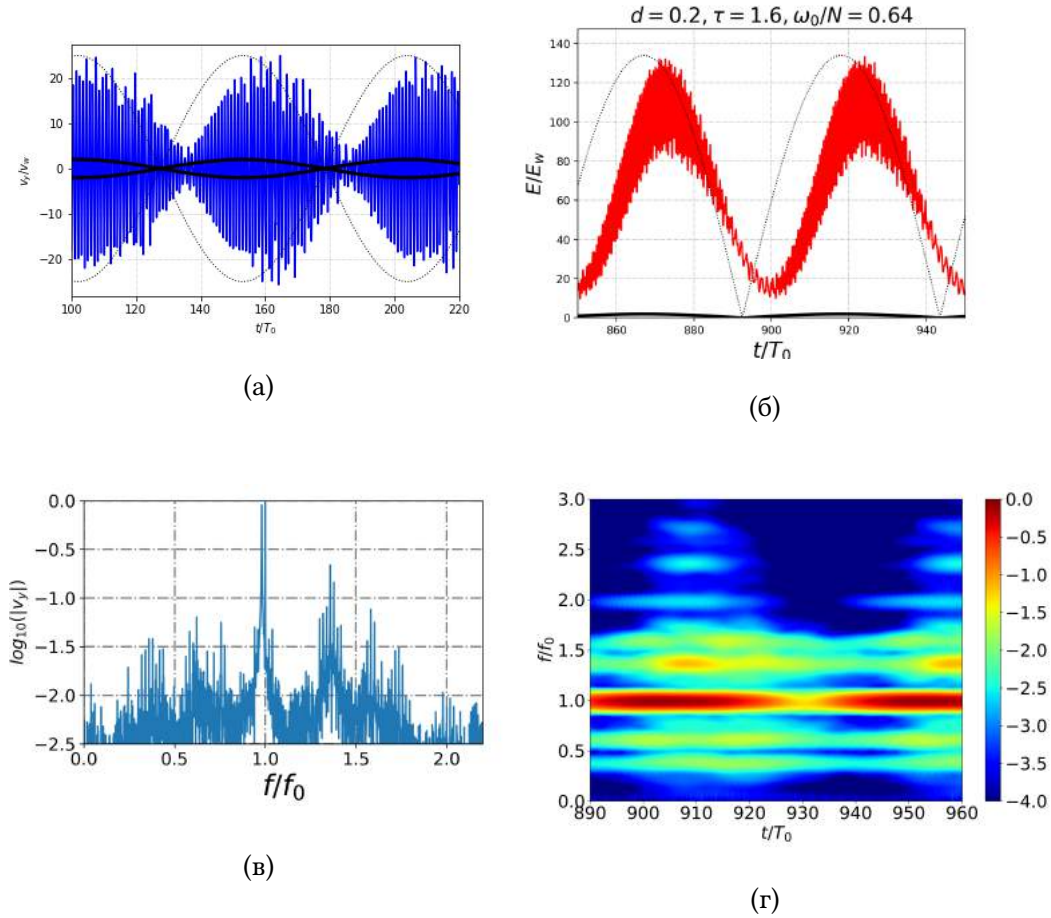 20
10
0
−10
−20
v_y/v_w
100 120 140 160 180 200 220
t/T_0
(а)
d = 0.2, τ = 1.6, ω_0/N = 0.64
140
120
100
80
60
40
20
0
E/E_w
860 880 900 920 940
t/T_0
(б)
0.0
−0.5
−1.0
−1.5
−2.0
−2.5
log_10(|v_y|)
0.0 0.5 1.0 1.5 2.0
f/f_0
(в)
3.0
2.5
2.0
1.5
1.0
0.5
0.0
f/f_0
890 900 910 920 930 940 950 960
t/T_0
0.0
−0.5
−1.0
−1.5
−2.0
−2.5
−3.0
−3.5
−4.0
(г)